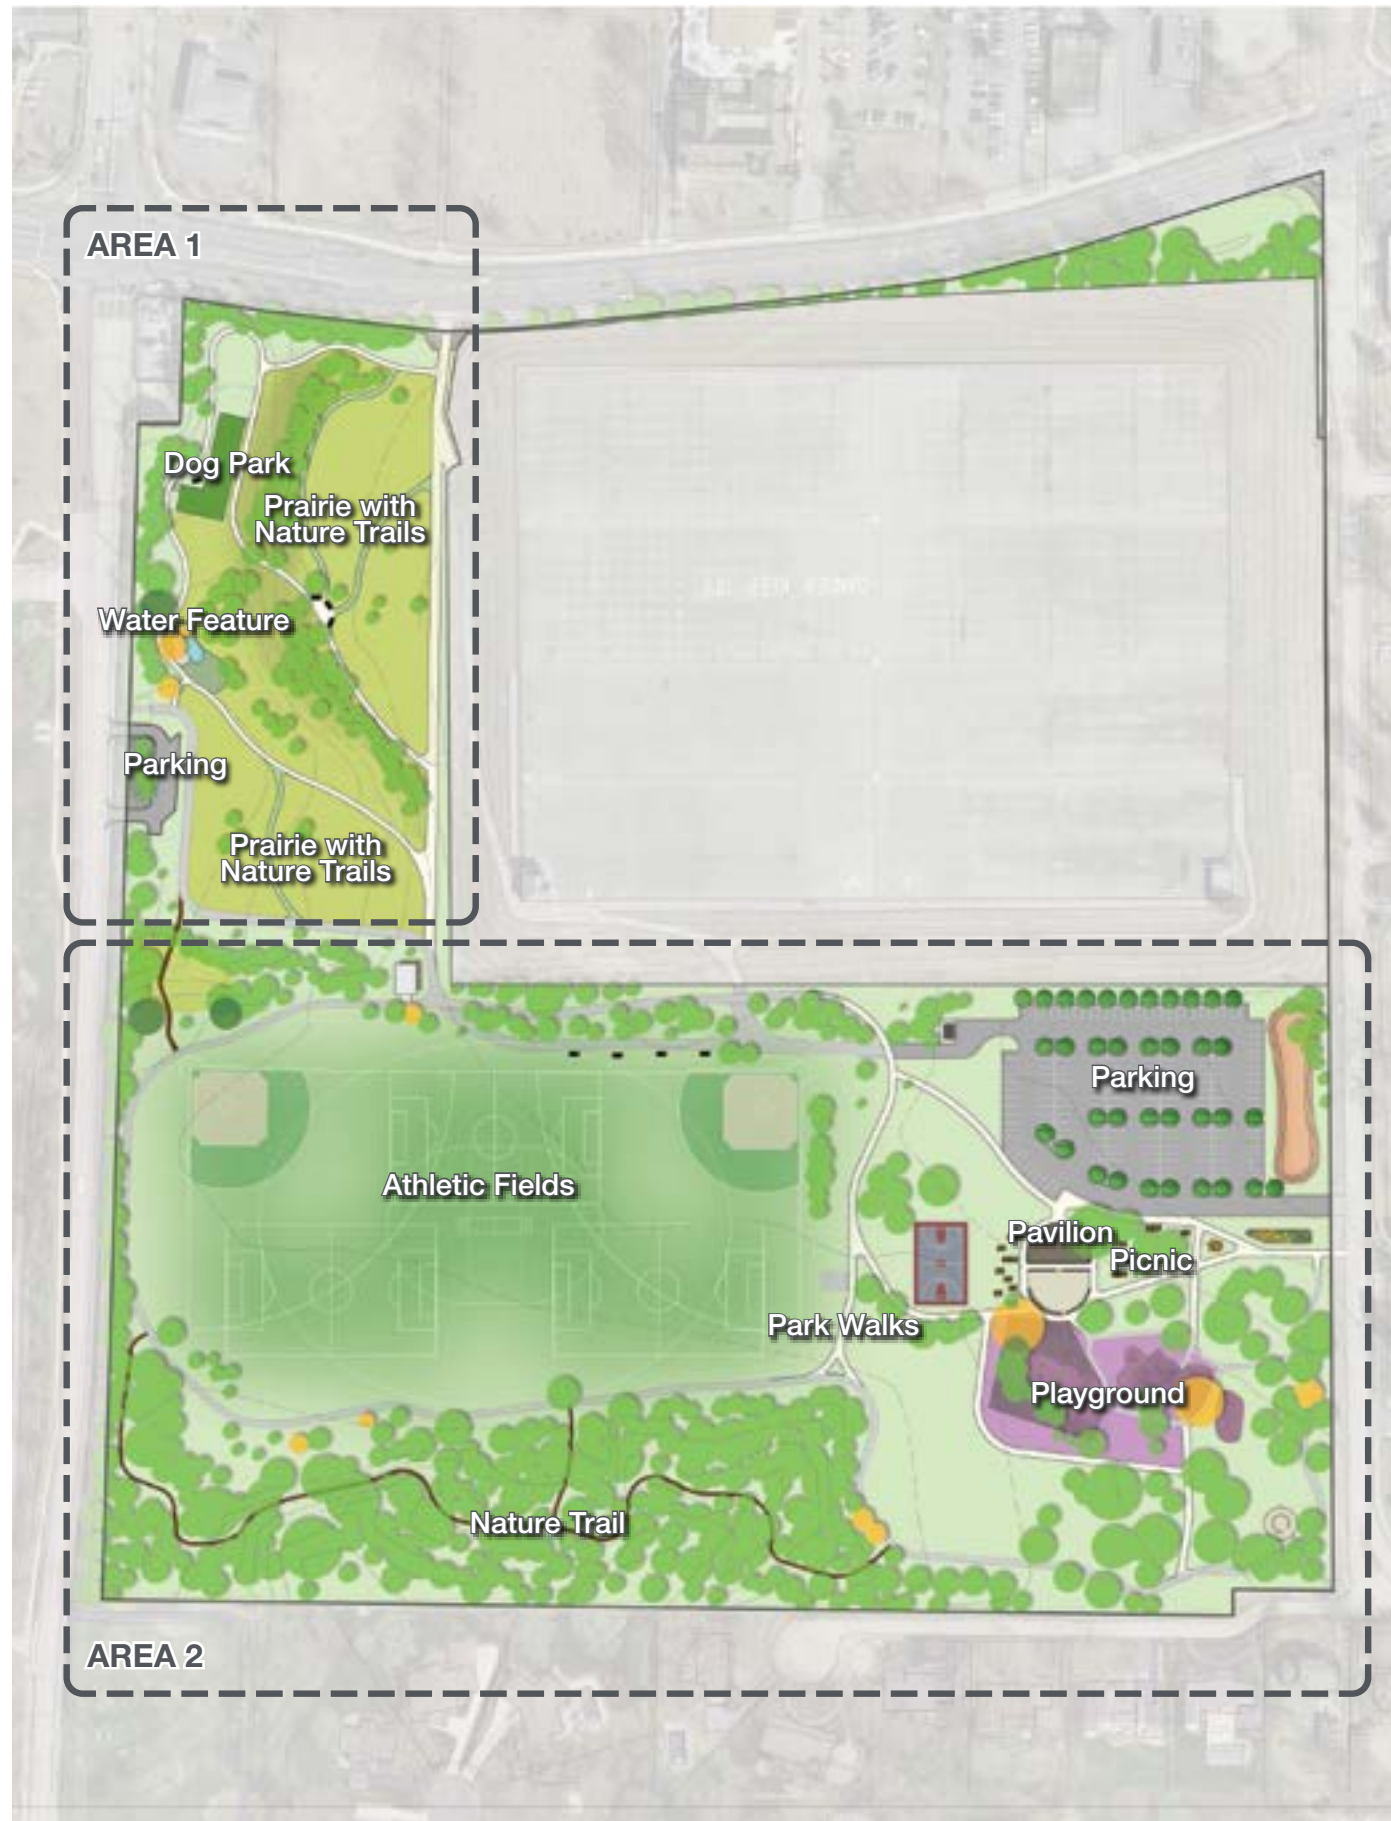 AREA 1
Dog Park
Prairie with
Nature Trails
Water Feature
Parking
Prairie with
Nature Trails
Parking
Athletic Fields
Pavilion
Picnic
Park Walks
Playground
Nature Trail
AREA 2